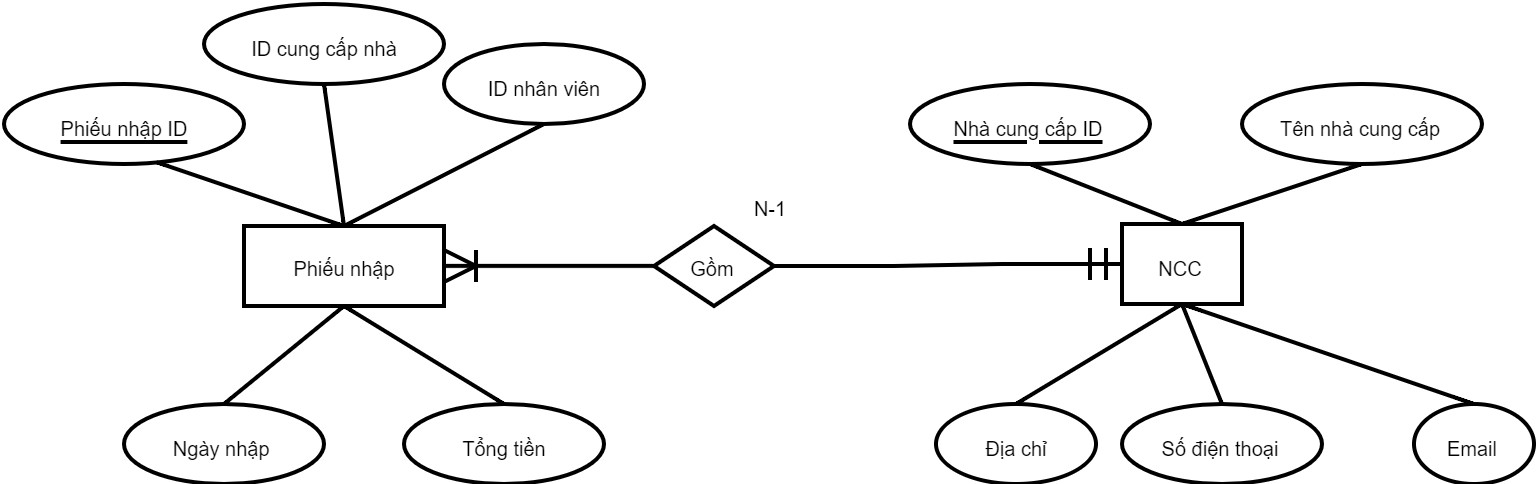 ID cung cấp nhà
ID nhân viên
Phiếu nhập ID
Nhà cung cấp ID
Tên nhà cung cấp
N-1
Phiếu nhập
Gồm
NCC
Ngày nhập
Tổng tiền
Địa chỉ
Số điện thoại
Email